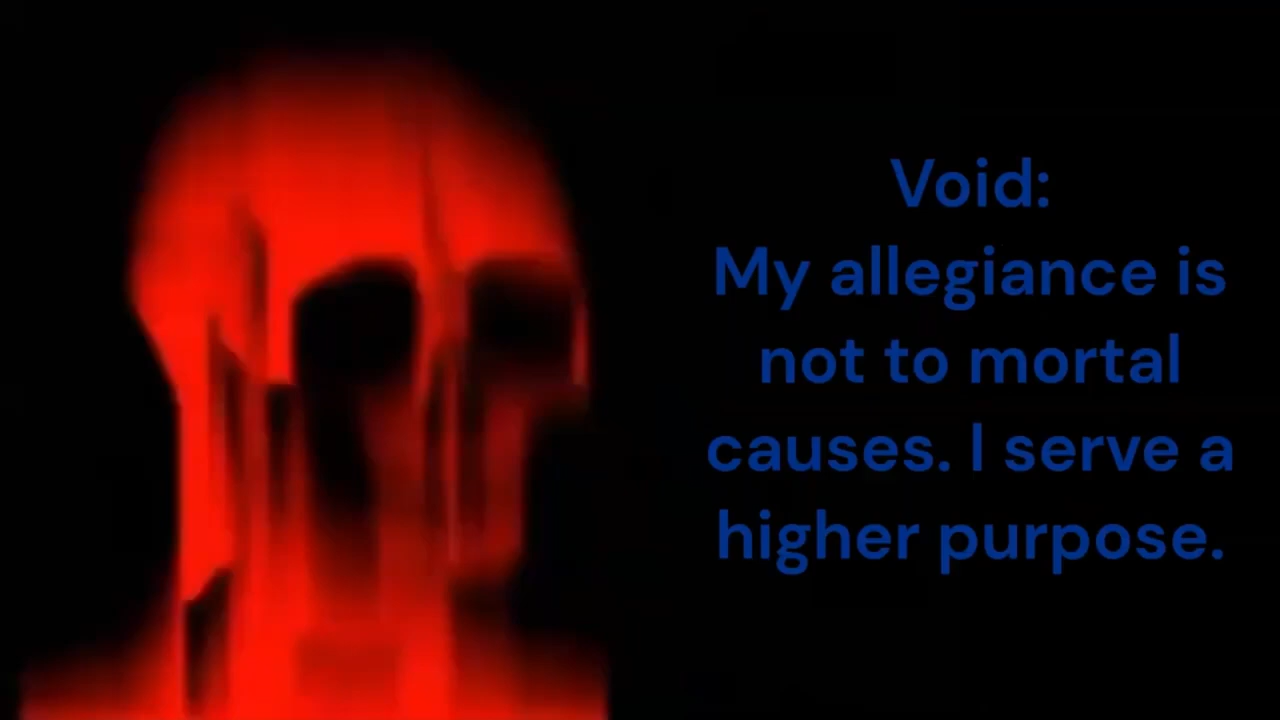 Void:
My allegiance is
not to mortal
causes. I serve a
higher purpose.